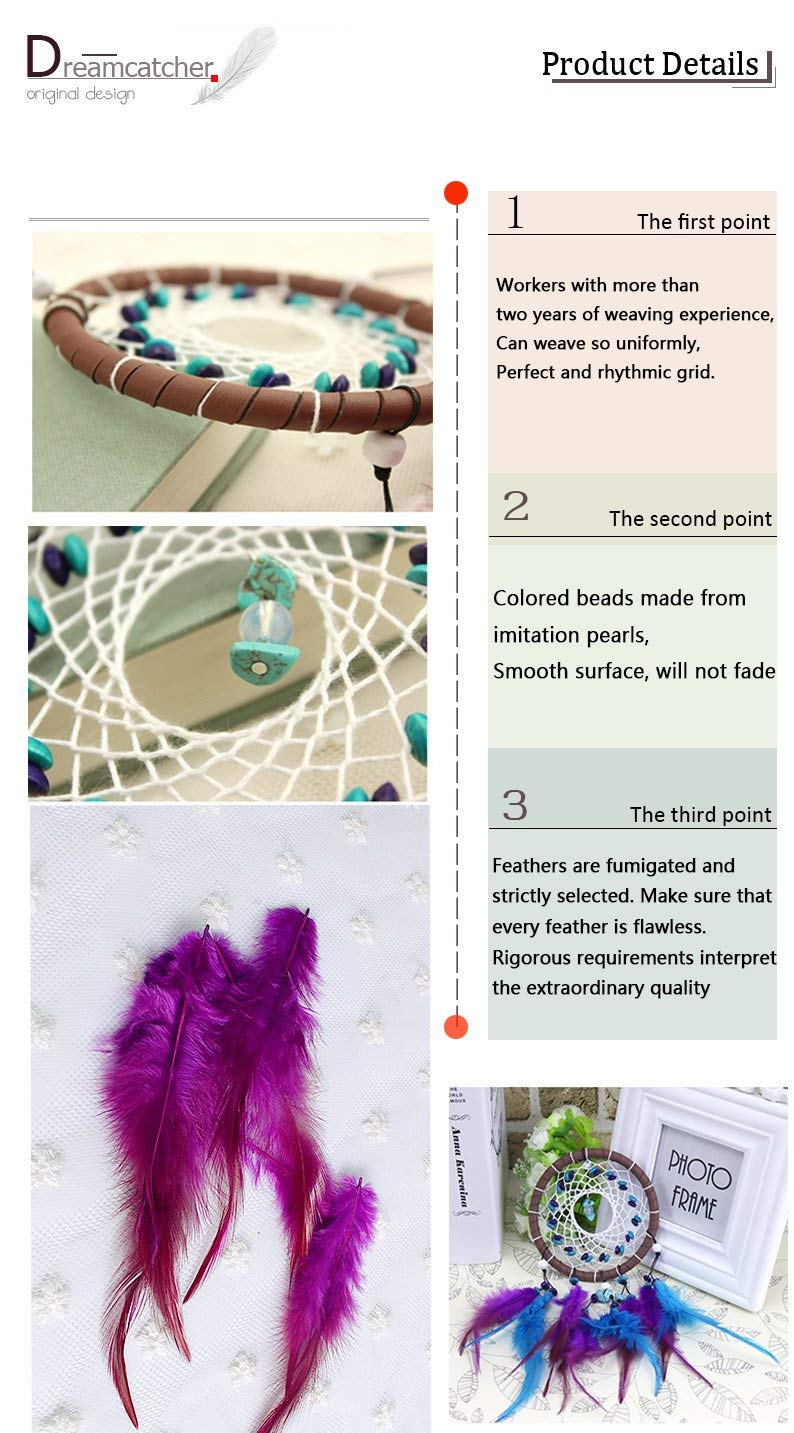 Dreamcatcher
original design
Product Details
1
The first point
Workers with more than
two years of weaving experience,
Can weave so uniformly,
Perfect and rhythmic grid.
2
The second point
Colored beads made from
imitation pearls,
Smooth surface, will not fade
3
The third point
Feathers are fumigated and
strictly selected. Make sure that
every feather is flawless.
Rigorous requirements interpret
the extraordinary quality
Anna Karenina
PHOTO
FRAME